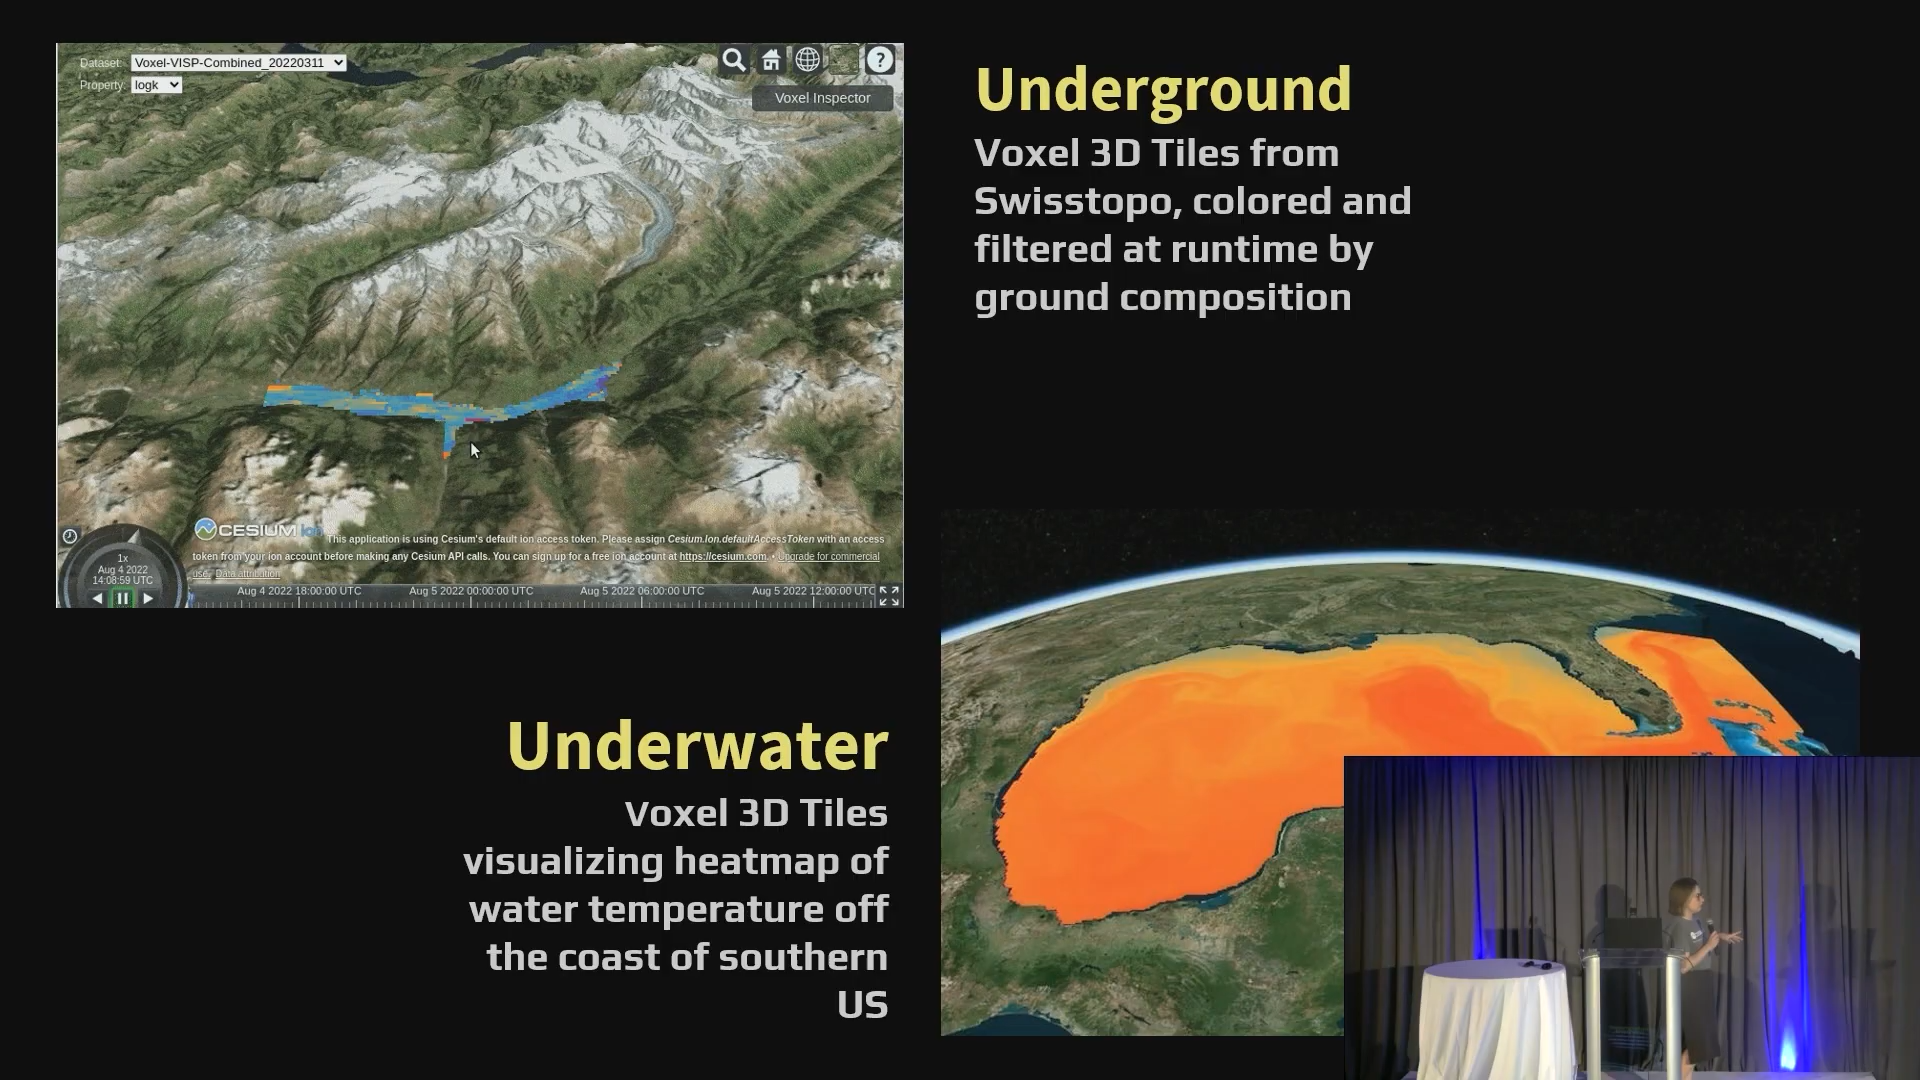 Dataset: Voxel-VISP-Combined_20220311
Property: logk
?
Voxel Inspector
CESIUM ion This application is using Cesium's default ion access token. Please assign Cesium.Ion.defaultAccessToken with an access
token from your ion account before making any Cesium API calls. You can sign up for a free ion account at https://cesium.com. • Upgrade for commercial
use. Data attribution
1x
Aug 4 2022
14:08:59 UTC
Aug 4 2022 18:00:00 UTC
Aug 5 2022 00:00:00 UTC
Aug 5 2022 06:00:00 UTC
Aug 5 2022 12:00:00 UTC
Underground
Voxel 3D Tiles from
Swisstopo, colored and
filtered at runtime by
ground composition
Underwater
Voxel 3D Tiles
visualizing heatmap of
water temperature off
the coast of southern
US